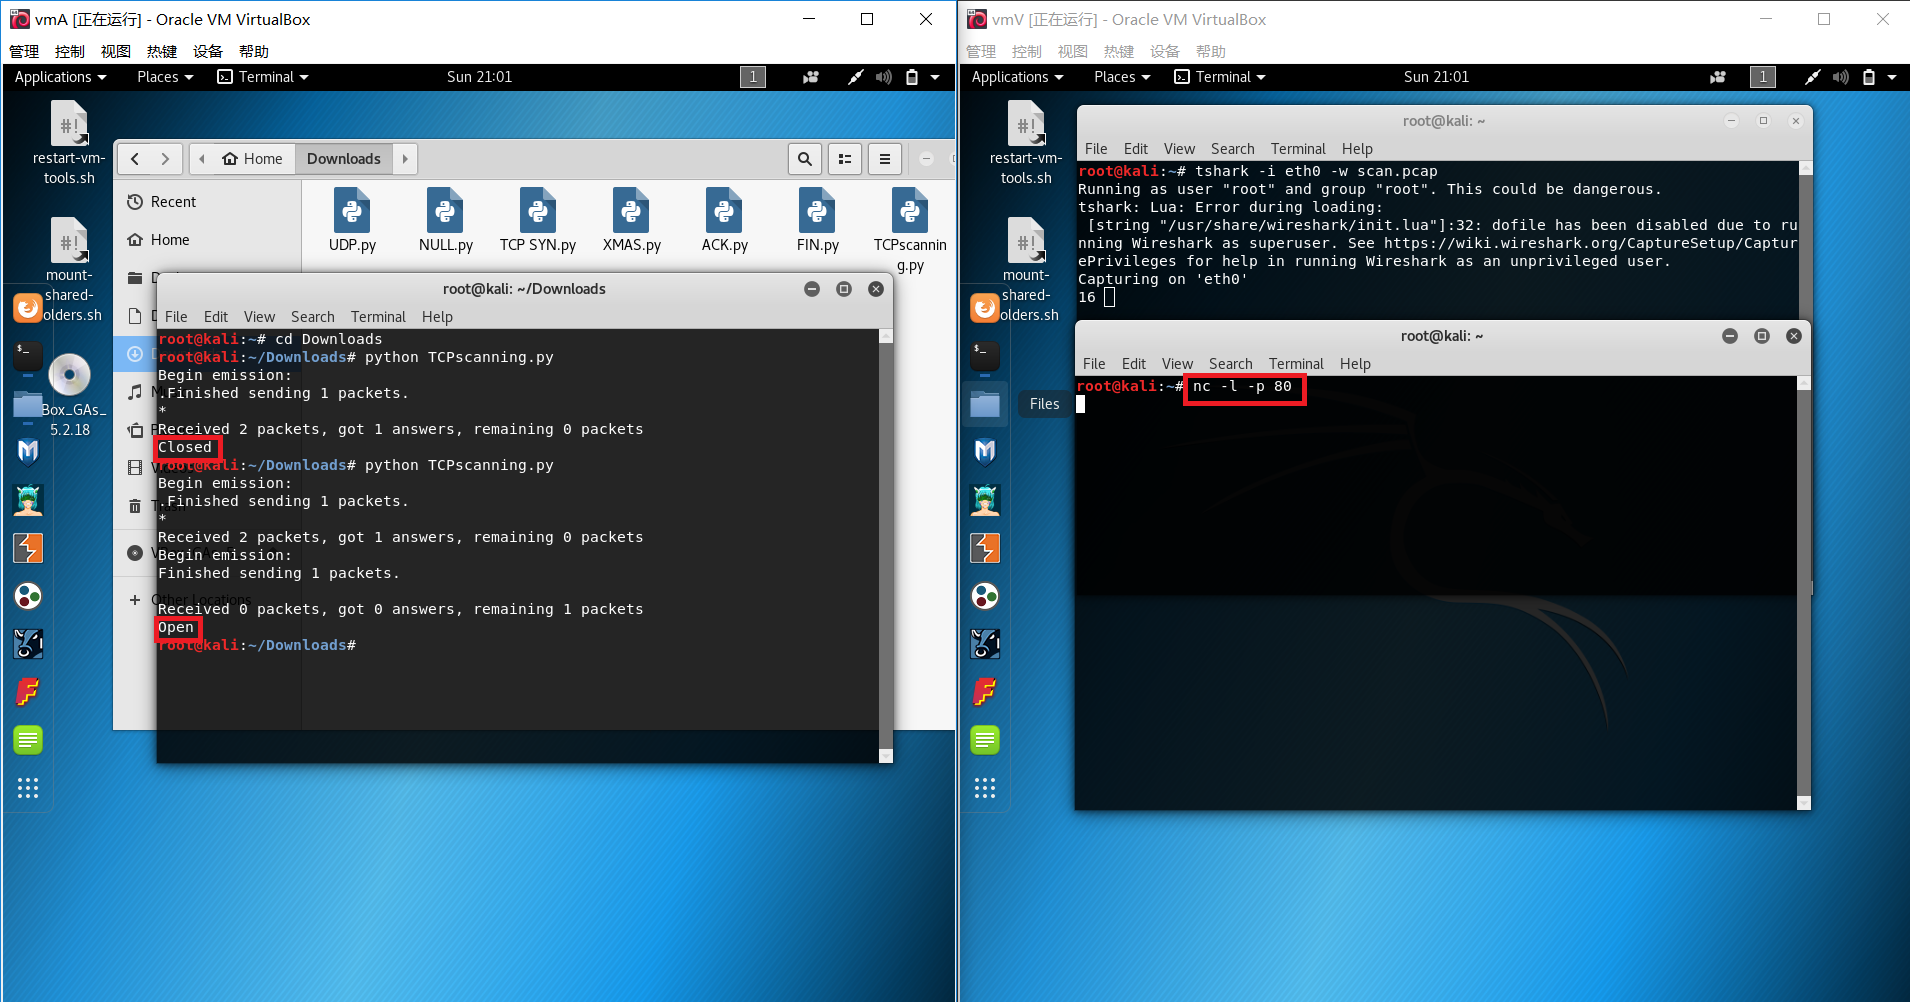 vmA [正在运行] - Oracle VM VirtualBox
管理 控制 视图 热键 设备 帮助
Applications Places Terminal Sun 21:01 1
restart-vm-
tools.sh
mount-
shared-
olders.sh
Box_GAs_
5.2.18
Home Downloads
Recent
Home
UDP.py NULL.py TCP SYN.py XMAS.py ACK.py FIN.py TCPscannin
g.py
Other Locations
root@kali: ~/Downloads
File Edit View Search Terminal Help
root@kali:~# cd Downloads
root@kali:~/Downloads# python TCPscanning.py
Begin emission:
.Finished sending 1 packets.
*
Received 2 packets, got 1 answers, remaining 0 packets
Closed
root@kali:~/Downloads# python TCPscanning.py
Begin emission:
.Finished sending 1 packets.
*
Received 2 packets, got 1 answers, remaining 0 packets
Begin emission:
Finished sending 1 packets.
Received 0 packets, got 0 answers, remaining 1 packets
Open
root@kali:~/Downloads#
vmV [正在运行] - Oracle VM VirtualBox
管理 控制 视图 热键 设备 帮助
Applications Places Terminal Sun 21:01 1
restart-vm-
tools.sh
mount-
shared-
olders.sh
Files
root@kali: ~
File Edit View Search Terminal Help
root@kali:~# tshark -i eth0 -w scan.pcap
Running as user "root" and group "root". This could be dangerous.
tshark: Lua: Error during loading:
[string "/usr/share/wireshark/init.lua"]:32: dofile has been disabled due to ru
nning Wireshark as superuser. See https://wiki.wireshark.org/CaptureSetup/Captur
ePrivileges for help in running Wireshark as an unprivileged user.
Capturing on 'eth0'
16
root@kali: ~
File Edit View Search Terminal Help
root@kali:~# nc -l -p 80